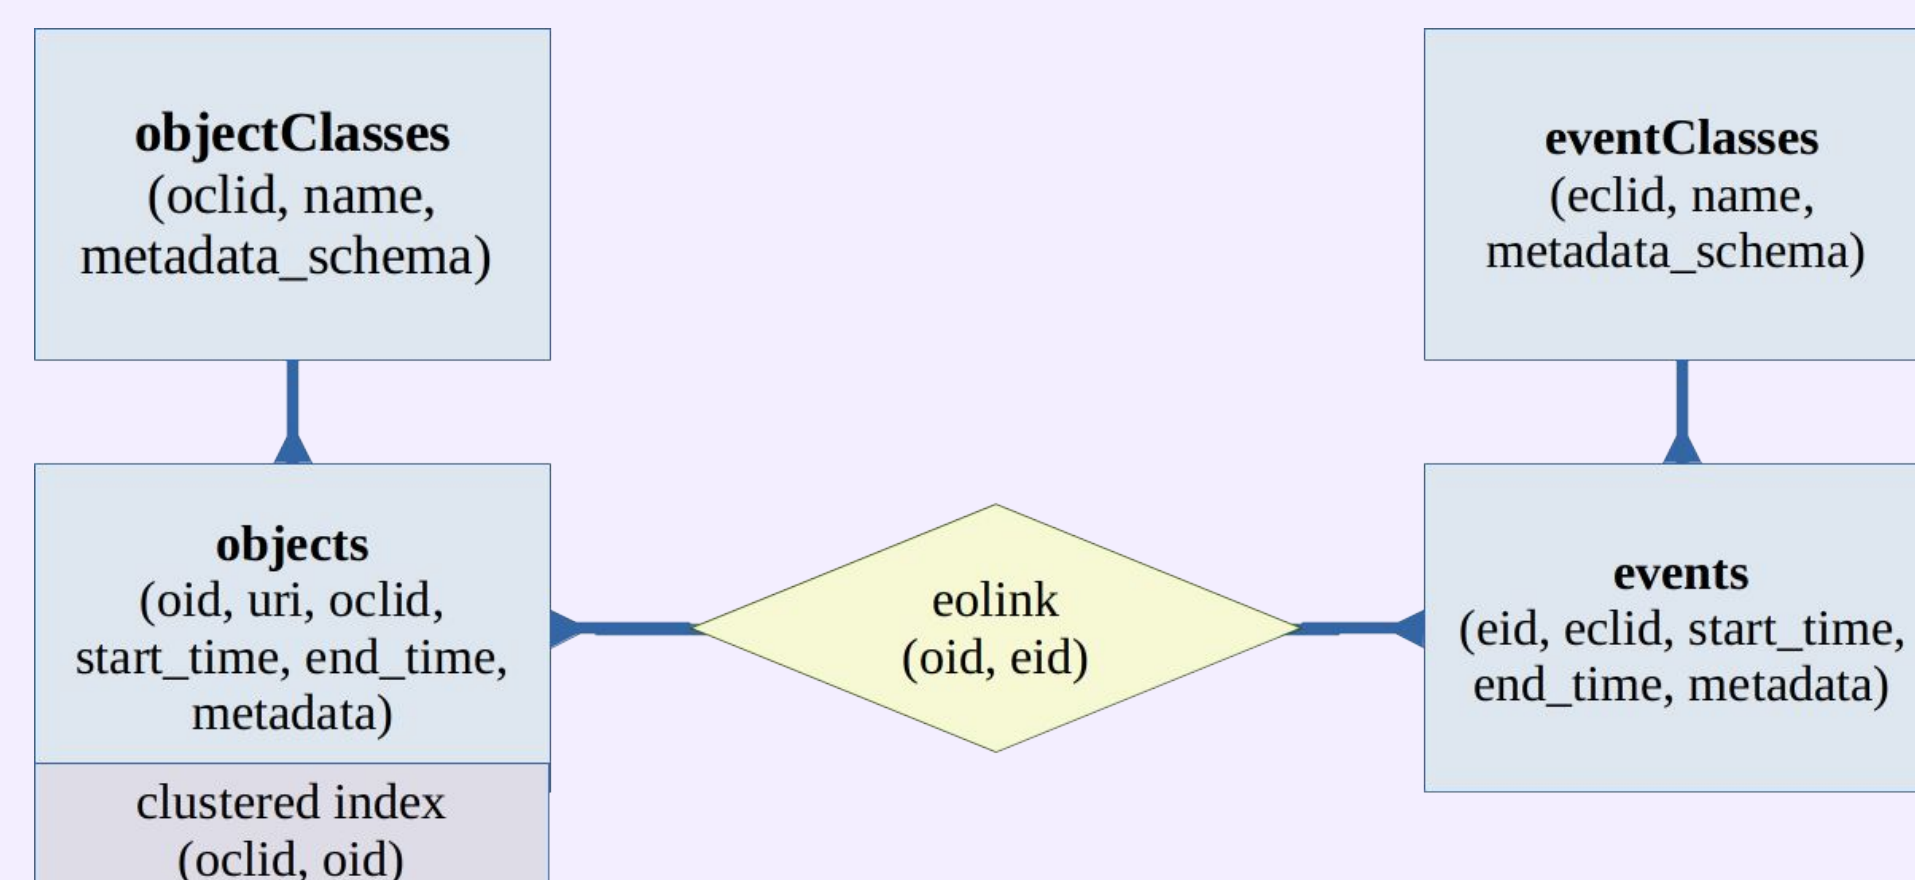 objectClasses
(oclid, name,
metadata_schema)
eventClasses
(eclid, name,
metadata_schema)
objects
(oid, uri, oclid,
start_time, end_time,
metadata)
clustered index
(oclid, oid)
eolink
(oid, eid)
events
(eid, eclid, start_time,
end_time, metadata)